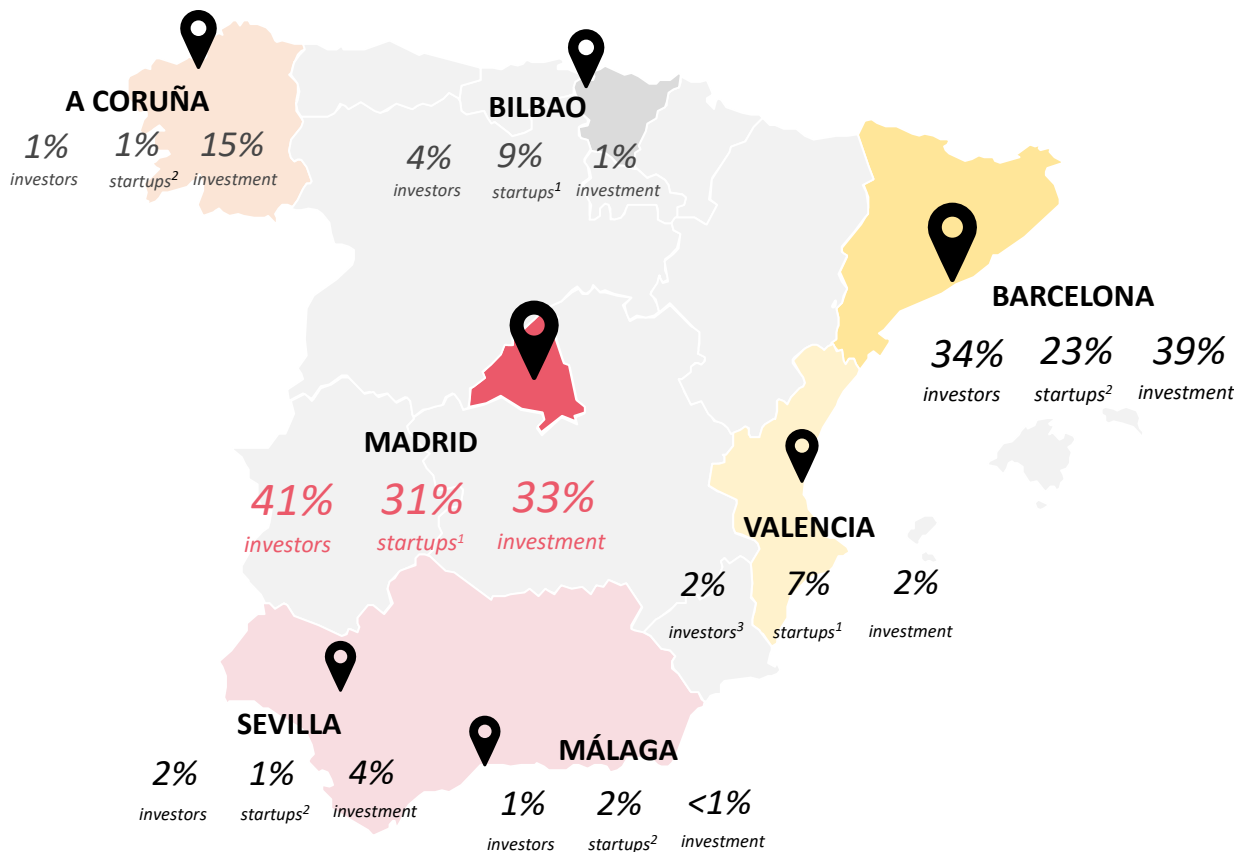 A CORUÑA
1% 1% 15%
investors startups² investment
BILBAO
4% 9% 1%
investors startups¹ investment
BARCELONA
34% 23% 39%
investors startups² investment
MADRID
41% 31% 33%
investors startups¹ investment
VALENCIA
2% 7% 2%
investors³ startups¹ investment
SEVILLA
2% 1% 4%
investors startups² investment
MÁLAGA
1% 2% <1%
investors startups² investment